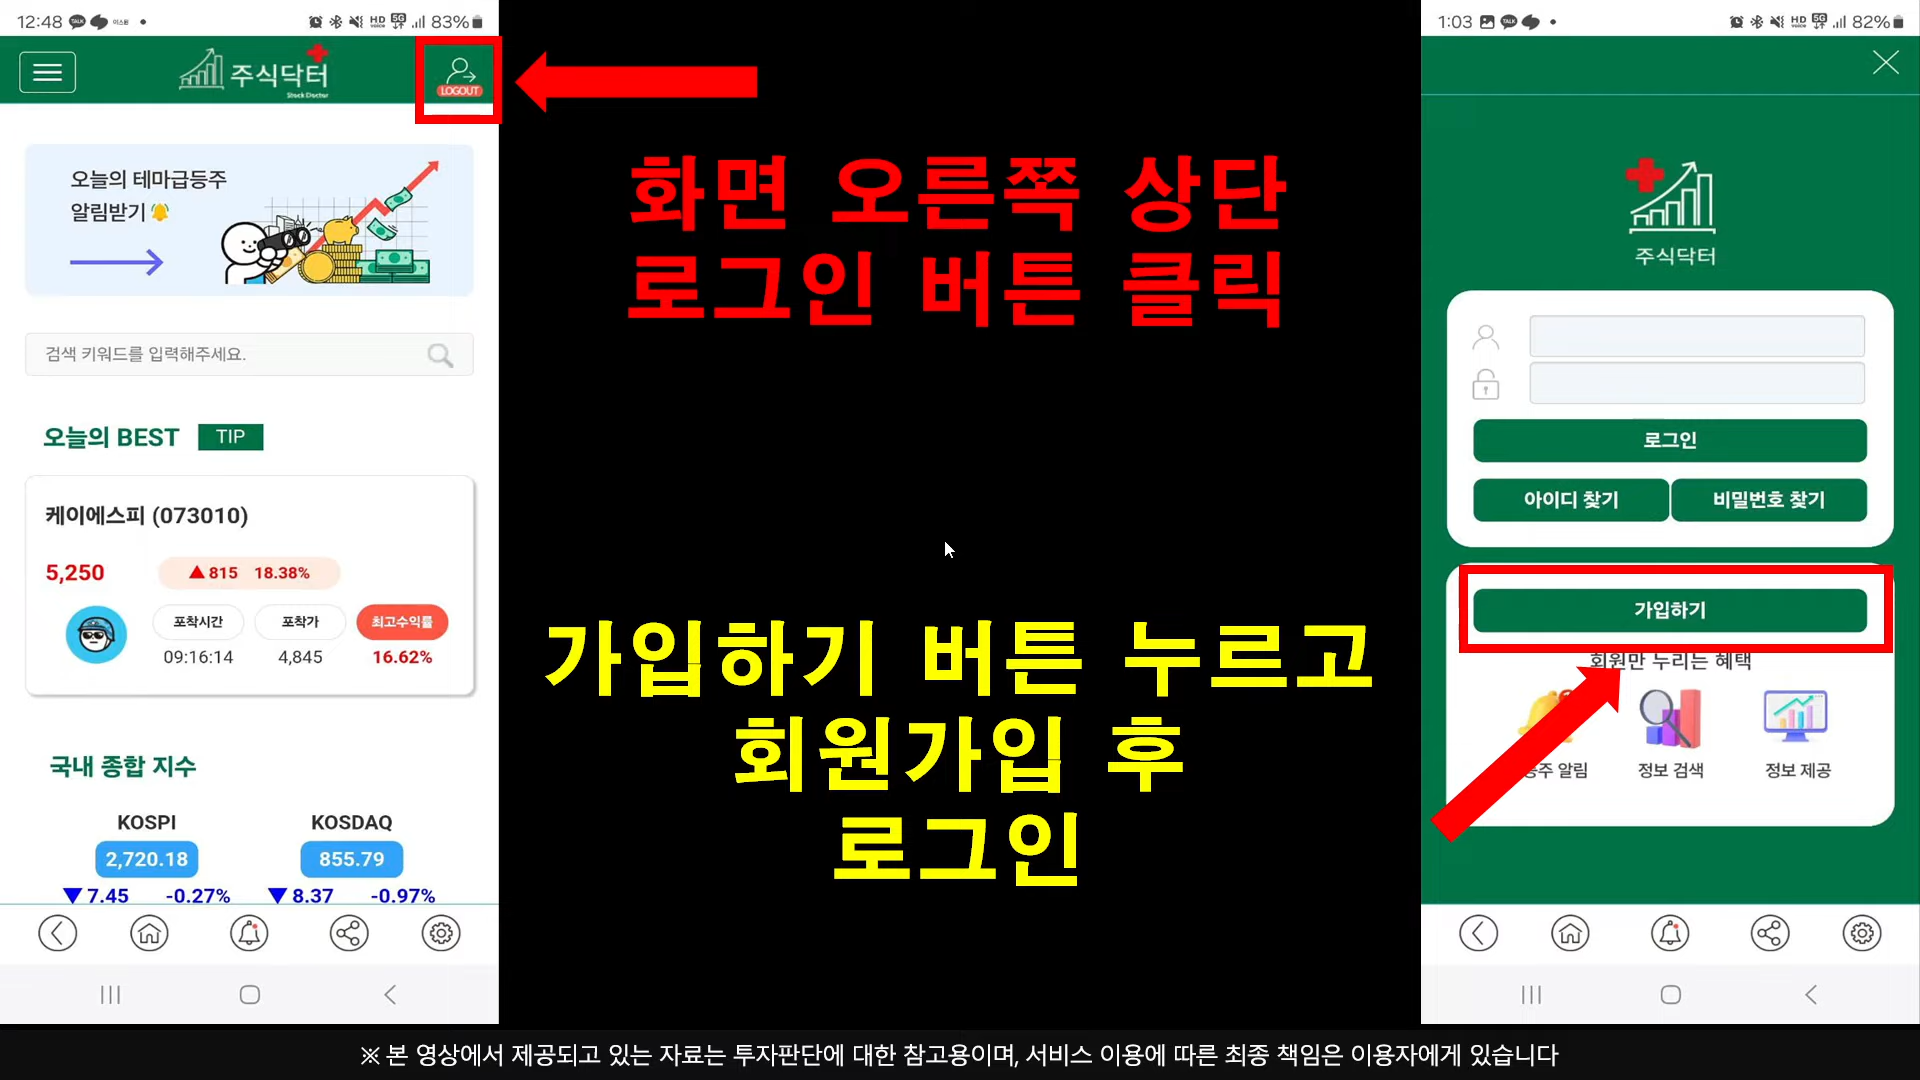 12:48
HD
5G
83%
주식닥터
Stock Doctor
LOGOUT
오늘의 테마급등주
알림받기
검색 키워드를 입력해주세요.
오늘의 BEST TIP
케이에스피 (073010)
5,250 ▲815 18.38%
포착시간 포착가 최고수익률
09:16:14 4,845 16.62%
국내 종합 지수
KOSPI KOSDAQ
2,720.18 855.79
▼7.45 -0.27% ▼8.37 -0.97%
화면 오른쪽 상단
로그인 버튼 클릭
가입하기 버튼 누르고
회원가입 후
로그인
1:03
HD
5G
82%
주식닥터
로그인
아이디 찾기 비밀번호 찾기
가입하기
회원만 누리는 혜택
주 알림 정보 검색 정보 제공
※ 본 영상에서 제공되고 있는 자료는 투자판단에 대한 참고용이며, 서비스 이용에 따른 최종 책임은 이용자에게 있습니다